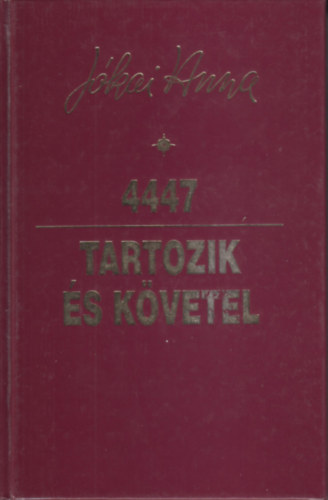 Jókai Anna
4447
TARTOZIK
ÉS KÖVETEL